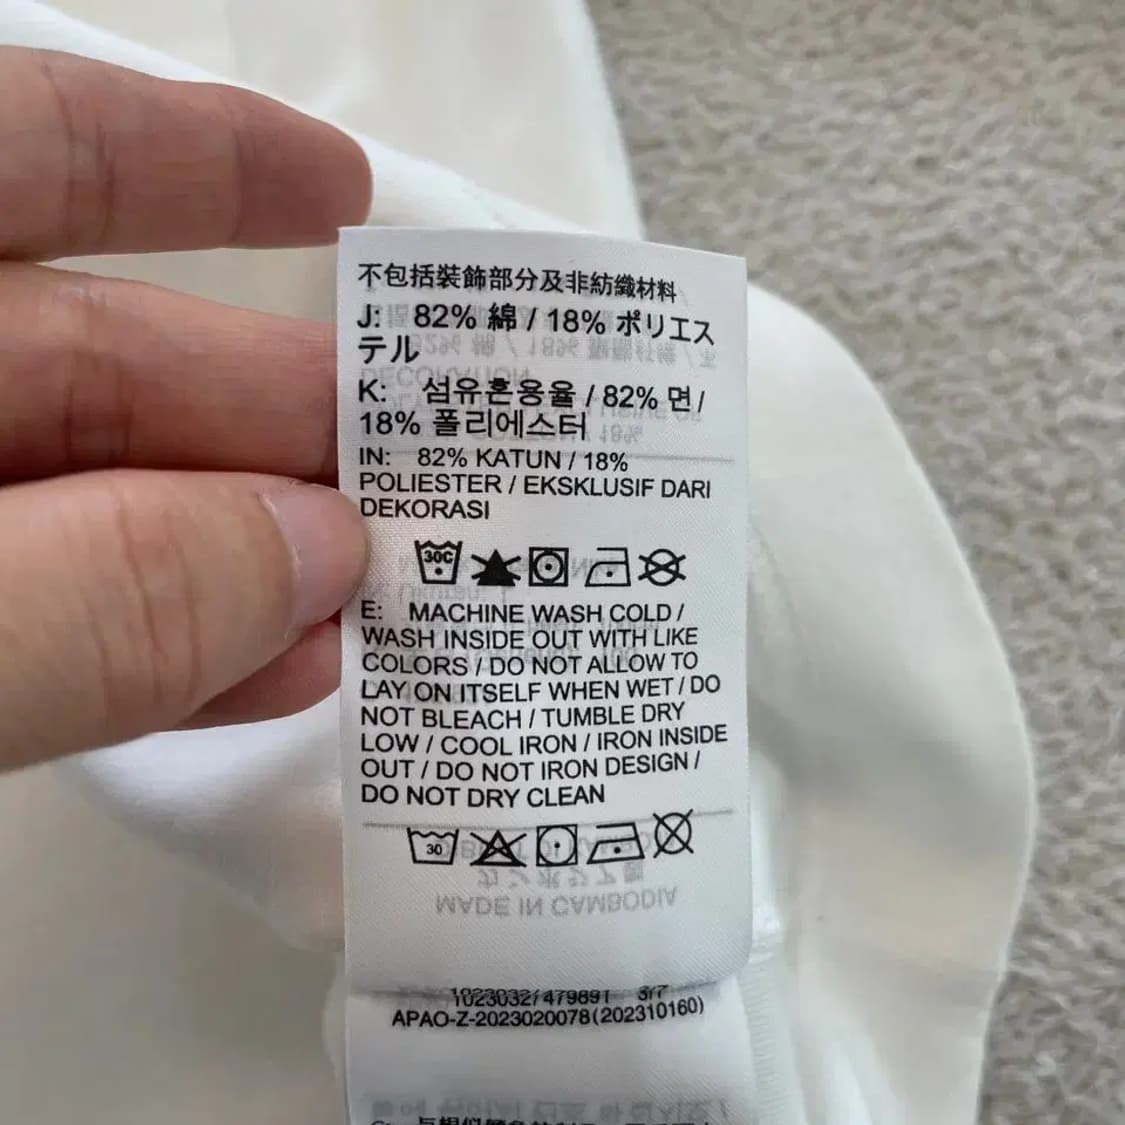 不包括裝飾部分及非紡織材料
J: 82% 綿 / 18% ポリエス
テル
K: 섬유혼용율 / 82% 면 /
18% 폴리에스터
IN: 82% KATUN / 18%
POLIESTER / EKSKLUSIF DARI
DEKORASI
30C
E: MACHINE WASH COLD /
WASH INSIDE OUT WITH LIKE
COLORS / DO NOT ALLOW TO
LAY ON ITSELF WHEN WET / DO
NOT BLEACH / TUMBLE DRY
LOW / COOL IRON / IRON INSIDE
OUT / DO NOT IRON DESIGN /
DO NOT DRY CLEAN
30
MADE IN CAMBODIA
1023032/479891 3/7
APAO-Z-2023020078(202310160)